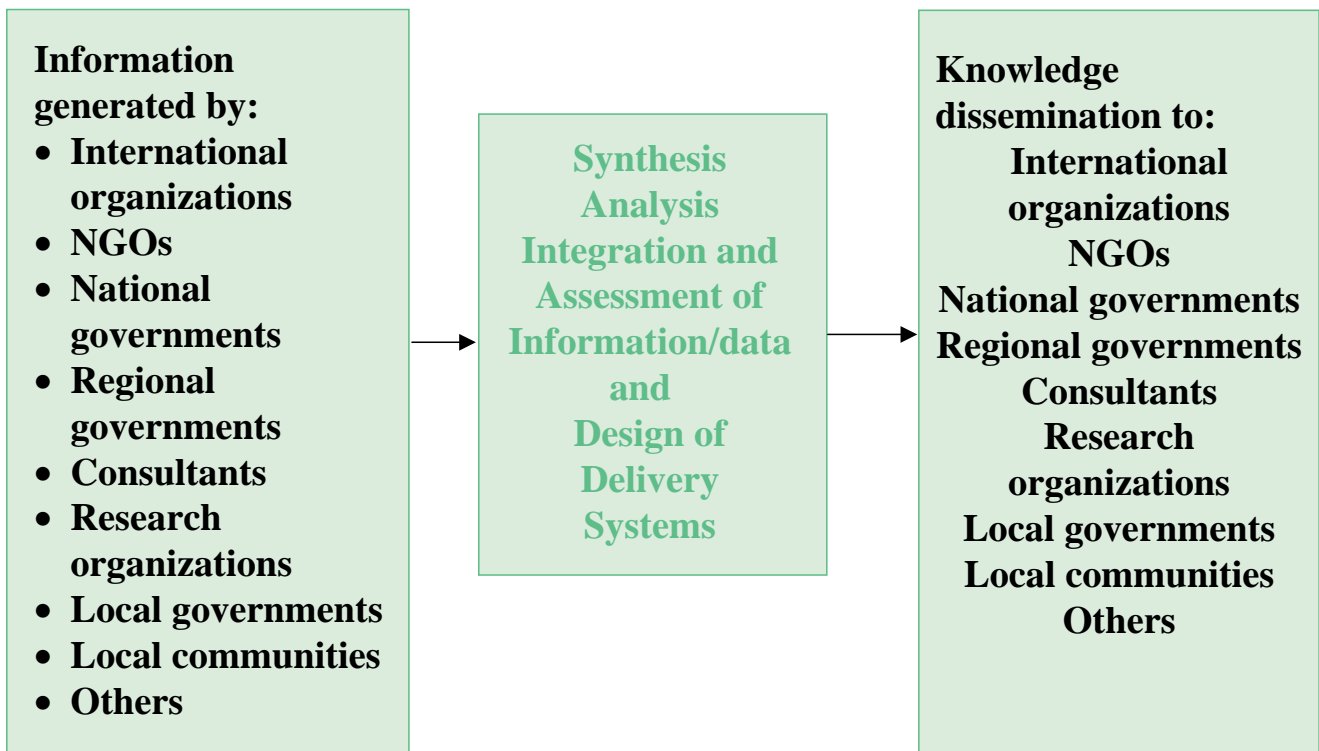 Information
generated by:
• International
organizations
• NGOs
• National
governments
• Regional
governments
• Consultants
• Research
organizations
• Local governments
• Local communities
• Others
Synthesis
Analysis
Integration and
Assessment of
Information/data
and
Design of
Delivery
Systems
Knowledge
dissemination to:
International
organizations
NGOs
National governments
Regional governments
Consultants
Research
organizations
Local governments
Local communities
Others